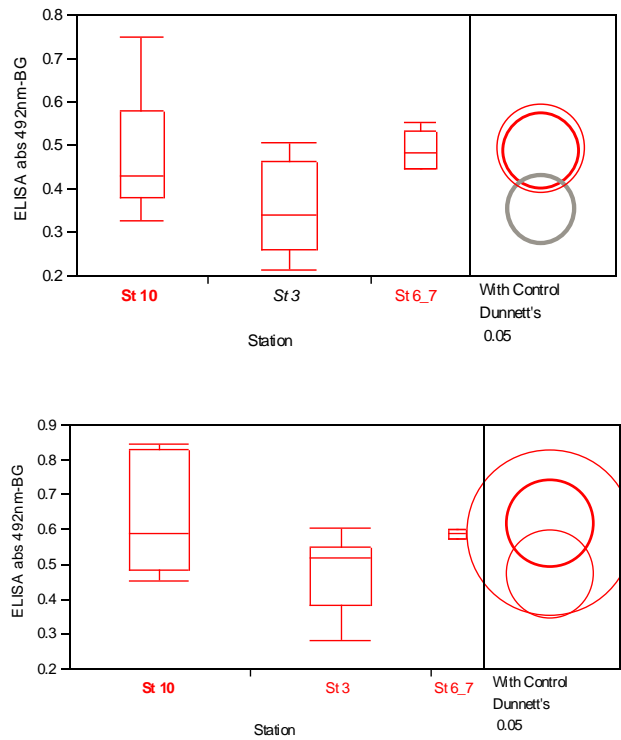 0.8
0.7
0.6
0.5
0.4
0.3
0.2
ELISA abs 492nm-BG
St 10
St 3
St 6_7
Station
With Control
Dunnett's
0.05
0.9
0.8
0.7
0.6
0.5
0.4
0.3
0.2
ELISA abs 492nm-BG
St 10
St 3
St 6_7
Station
With Control
Dunnett's
0.05